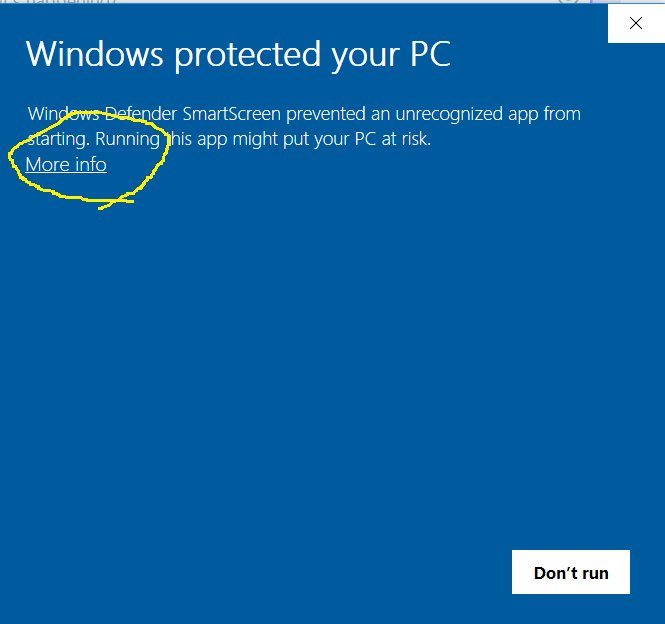 Windows protected your PC
Windows Defender SmartScreen prevented an unrecognized app from
starting. Running this app might put your PC at risk.
More info
Don't run